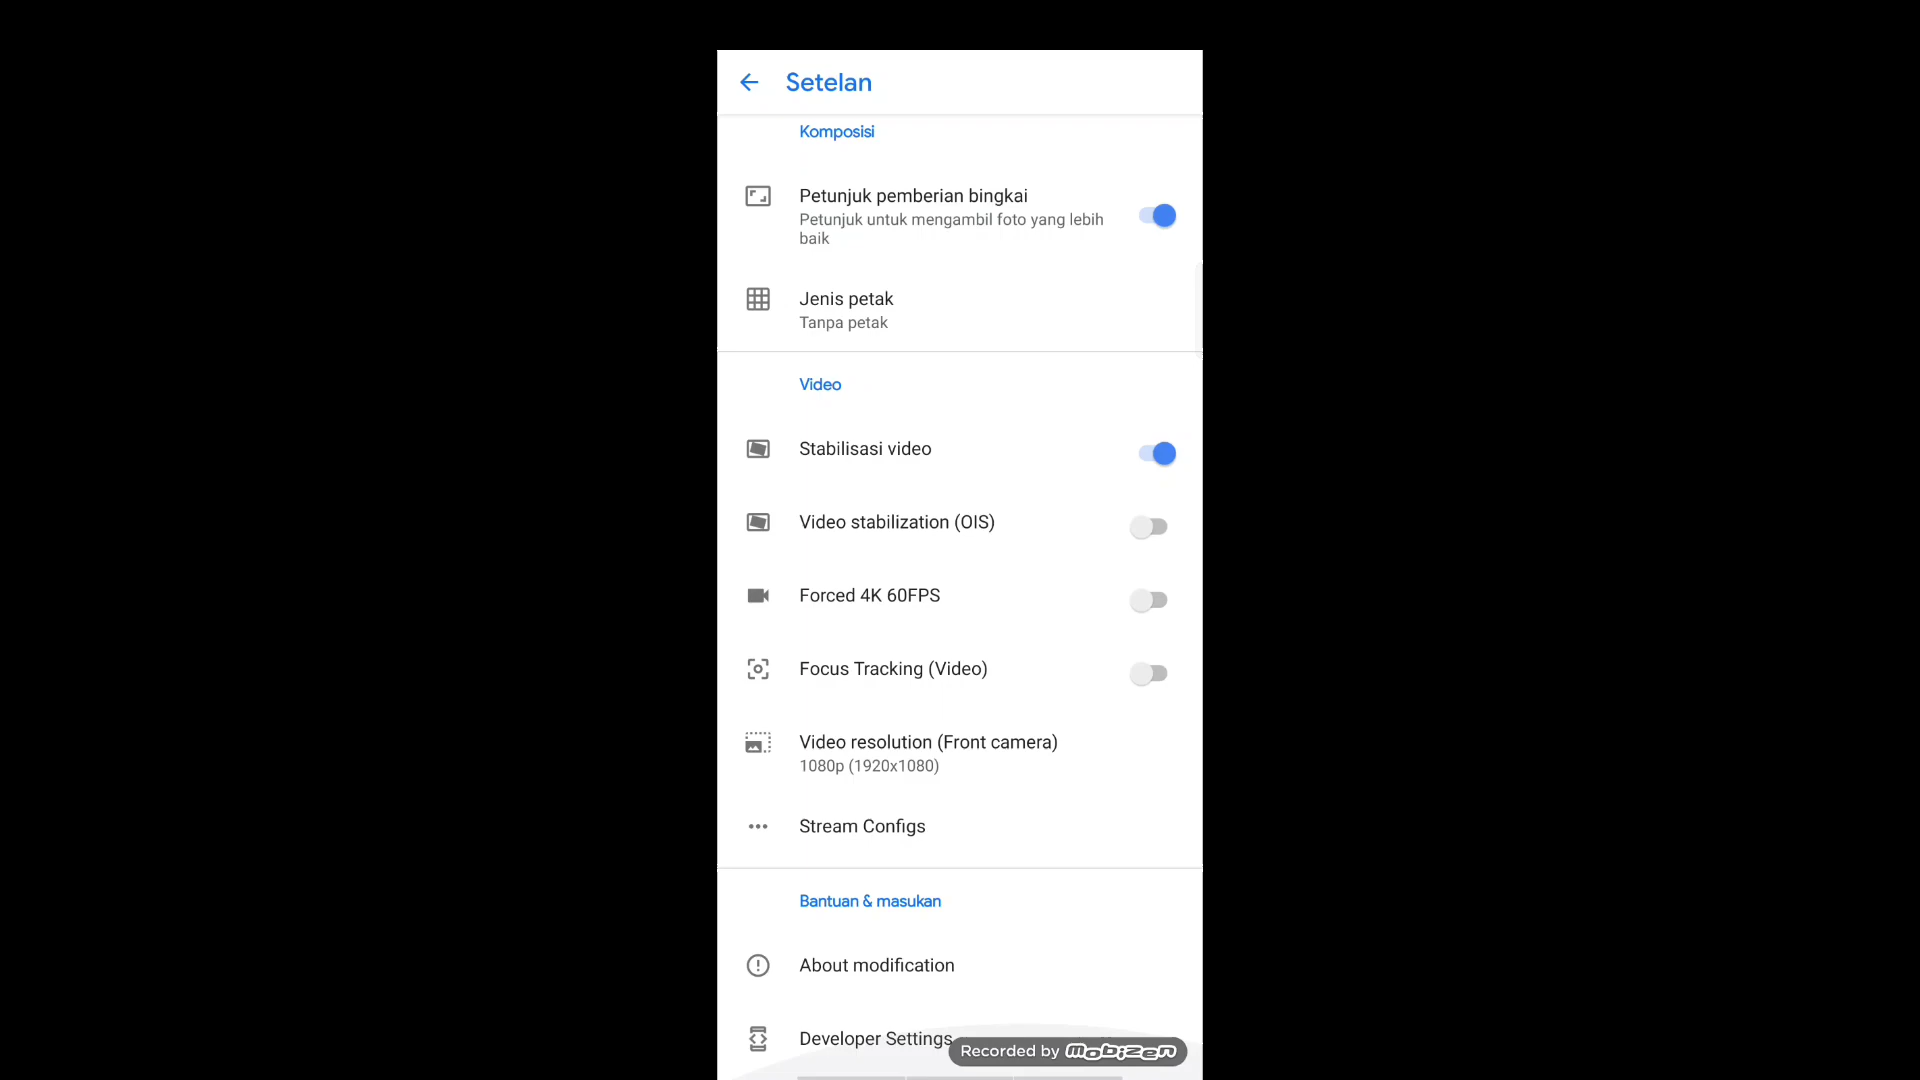 Setelan
Komposisi
Petunjuk pemberian bingkai
Petunjuk untuk mengambil foto yang lebih
baik
Jenis petak
Tanpa petak
Video
Stabilisasi video
Video stabilization (OIS)
Forced 4K 60FPS
Focus Tracking (Video)
Video resolution (Front camera)
1080p (1920x1080)
Stream Configs
Bantuan & masukan
About modification
Developer Settings
Recorded by mobizen